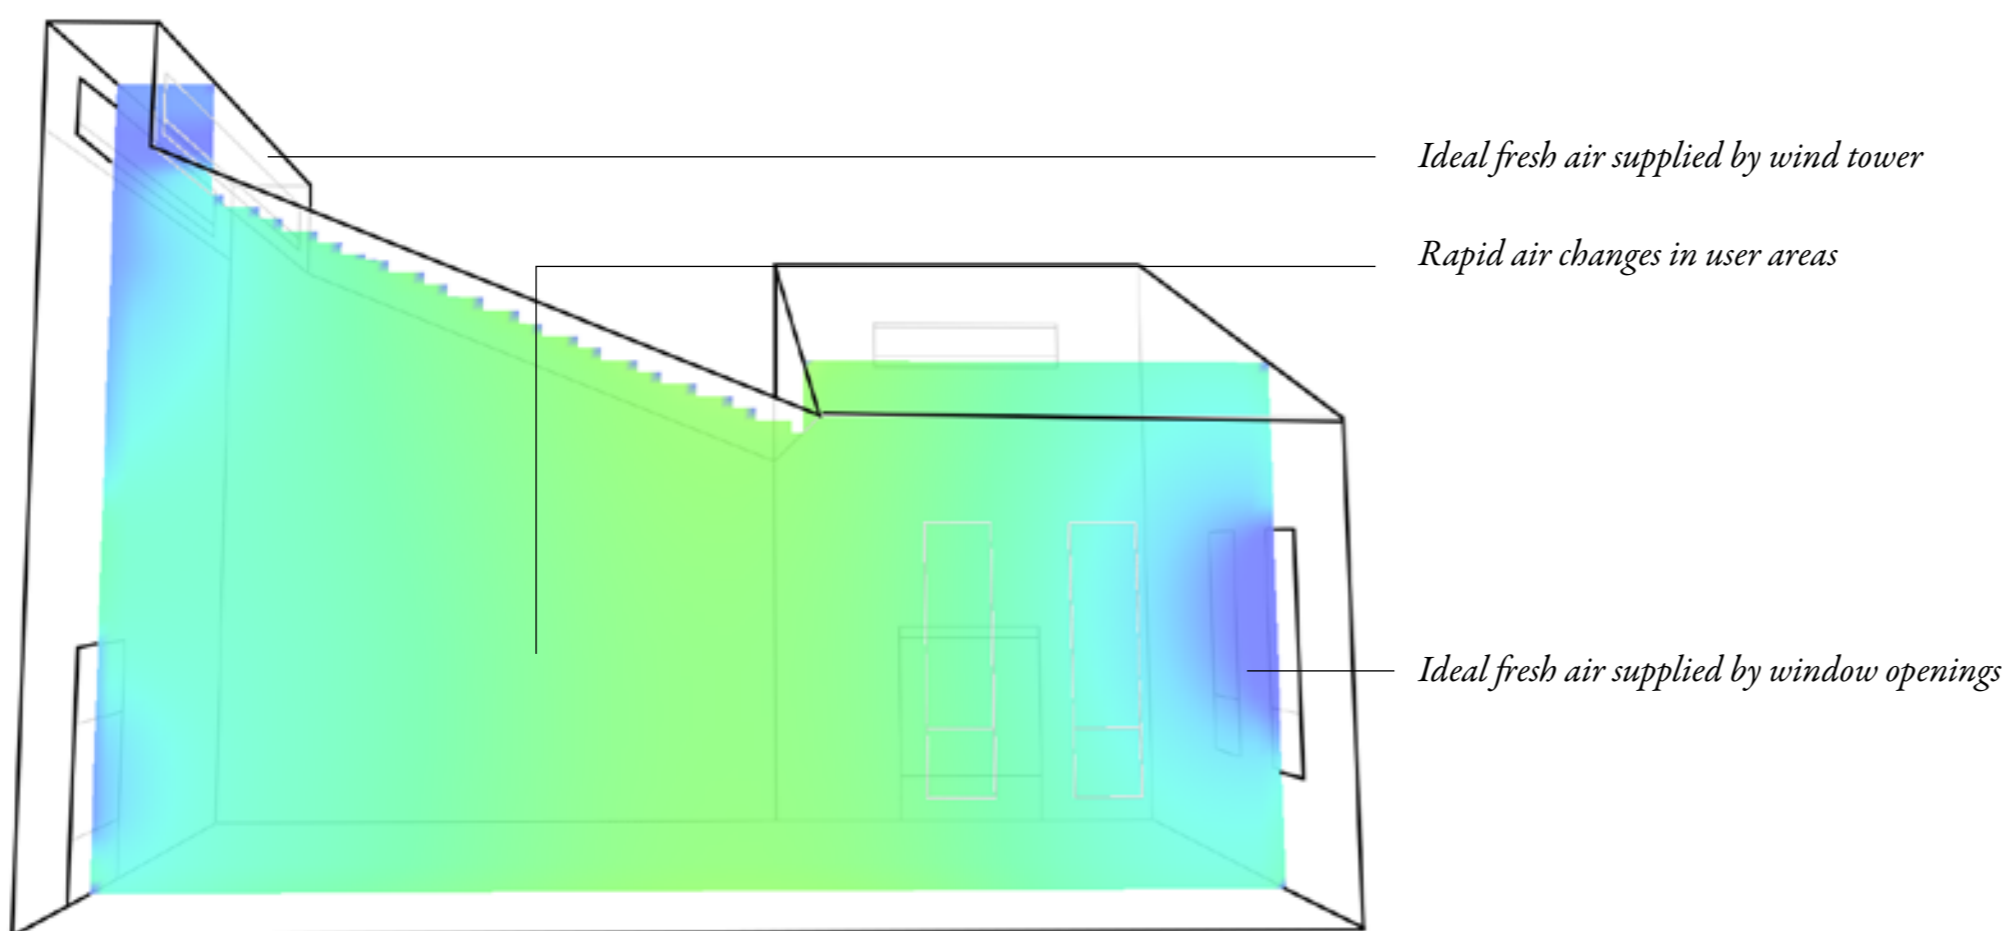 Ideal fresh air supplied by wind tower
Rapid air changes in user areas
Ideal fresh air supplied by window openings